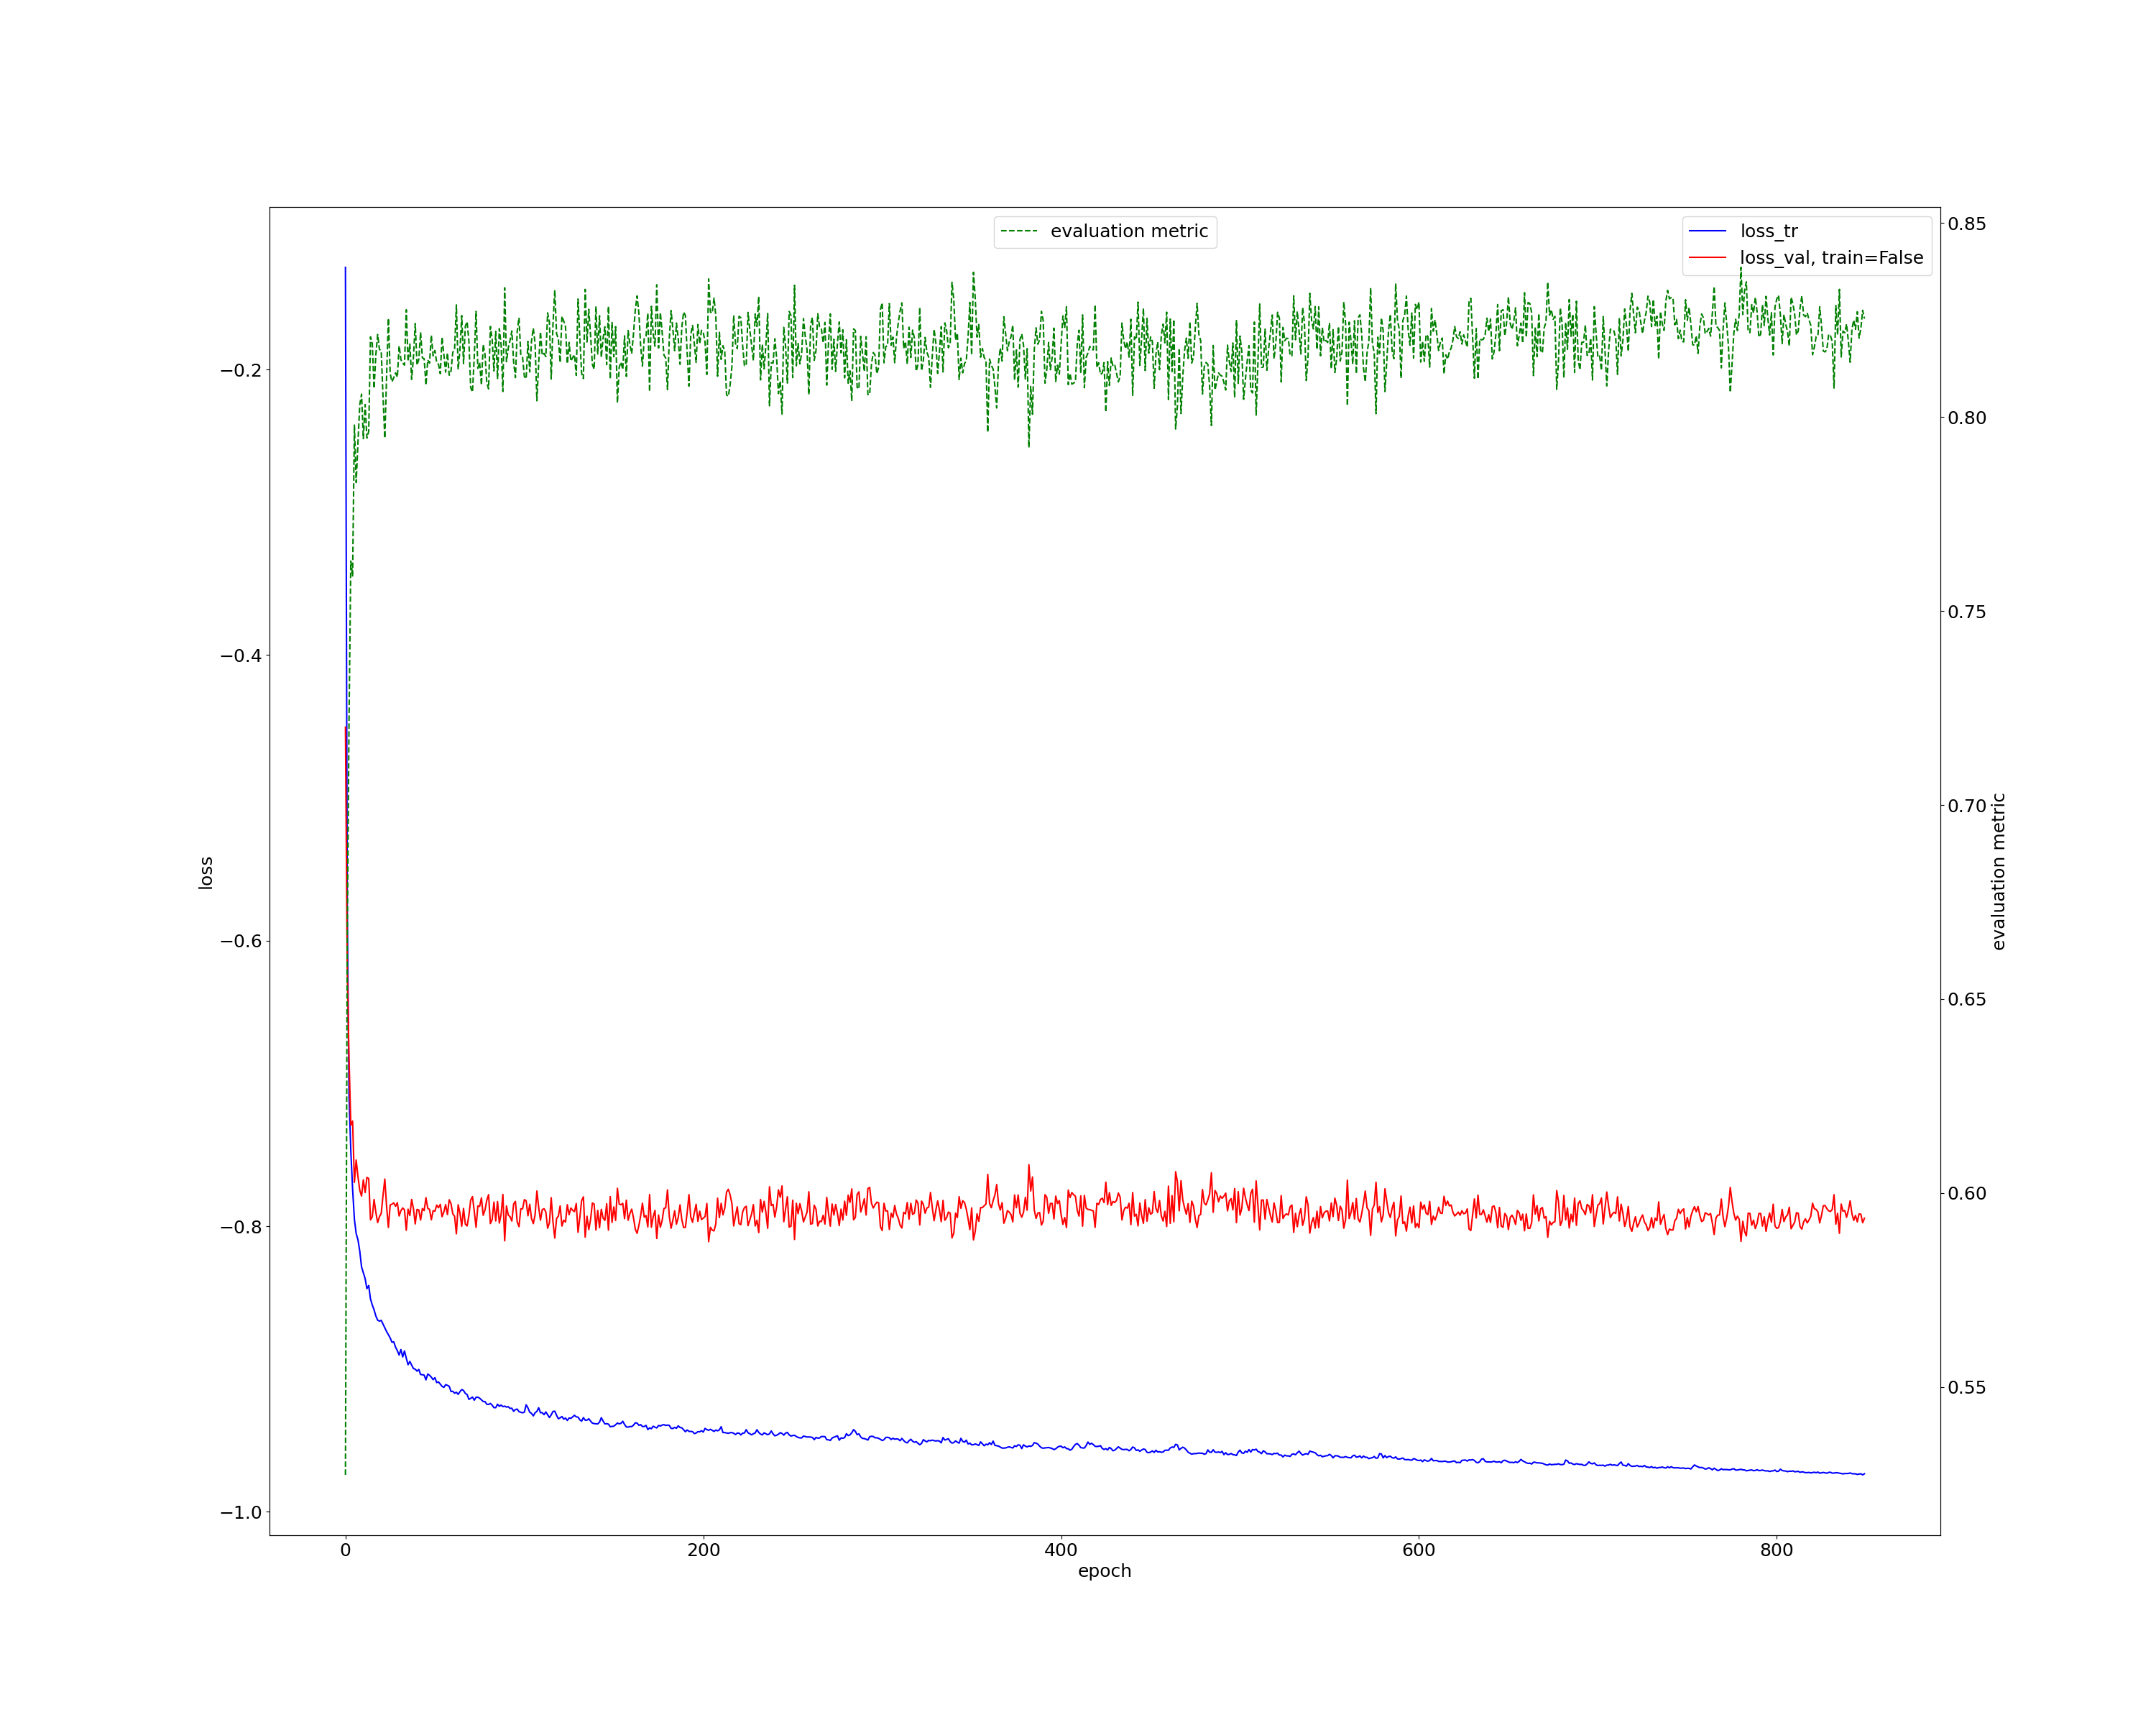 evaluation metric
loss_tr
loss_val, train=False
−0.2
−0.4
−0.6
−0.8
−1.0
loss
0.85
0.80
0.75
0.70
0.65
0.60
0.55
evaluation metric
0
200
400
600
800
epoch